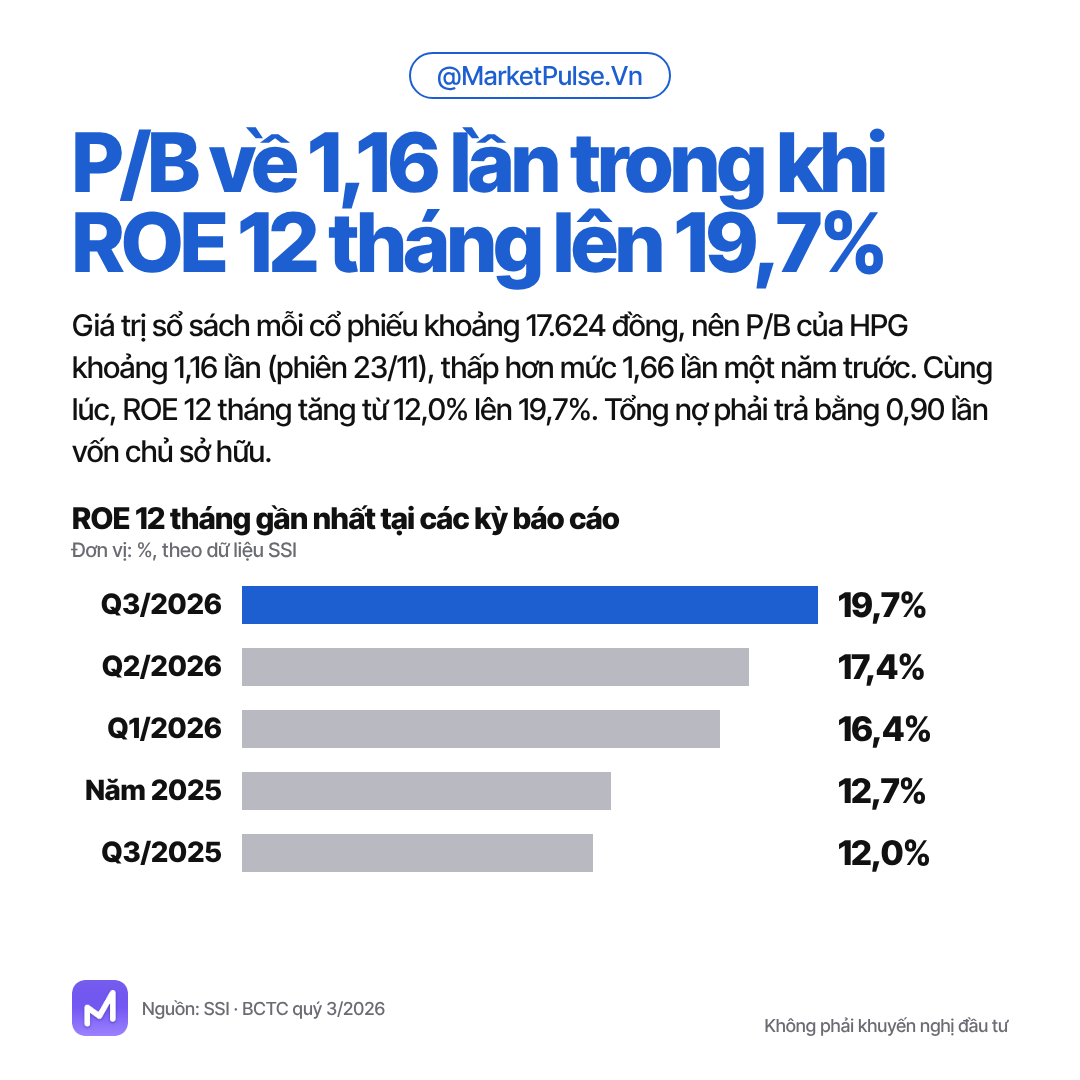 @MarketPulse.Vn
P/B về 1,16 lần trong khi
ROE 12 tháng lên 19,7%
Giá trị sổ sách mỗi cổ phiếu khoảng 17.624 đồng, nên P/B của HPG
khoảng 1,16 lần (phiên 23/11), thấp hơn mức 1,66 lần một năm trước. Cùng
lúc, ROE 12 tháng tăng từ 12,0% lên 19,7%. Tổng nợ phải trả bằng 0,90 lần
vốn chủ sở hữu.
ROE 12 tháng gần nhất tại các kỳ báo cáo
Đơn vị: %, theo dữ liệu SSI
Q3/2026 19,7%
Q2/2026 17,4%
Q1/2026 16,4%
Năm 2025 12,7%
Q3/2025 12,0%
Nguồn: SSI · BCTC quý 3/2026
Không phải khuyến nghị đầu tư